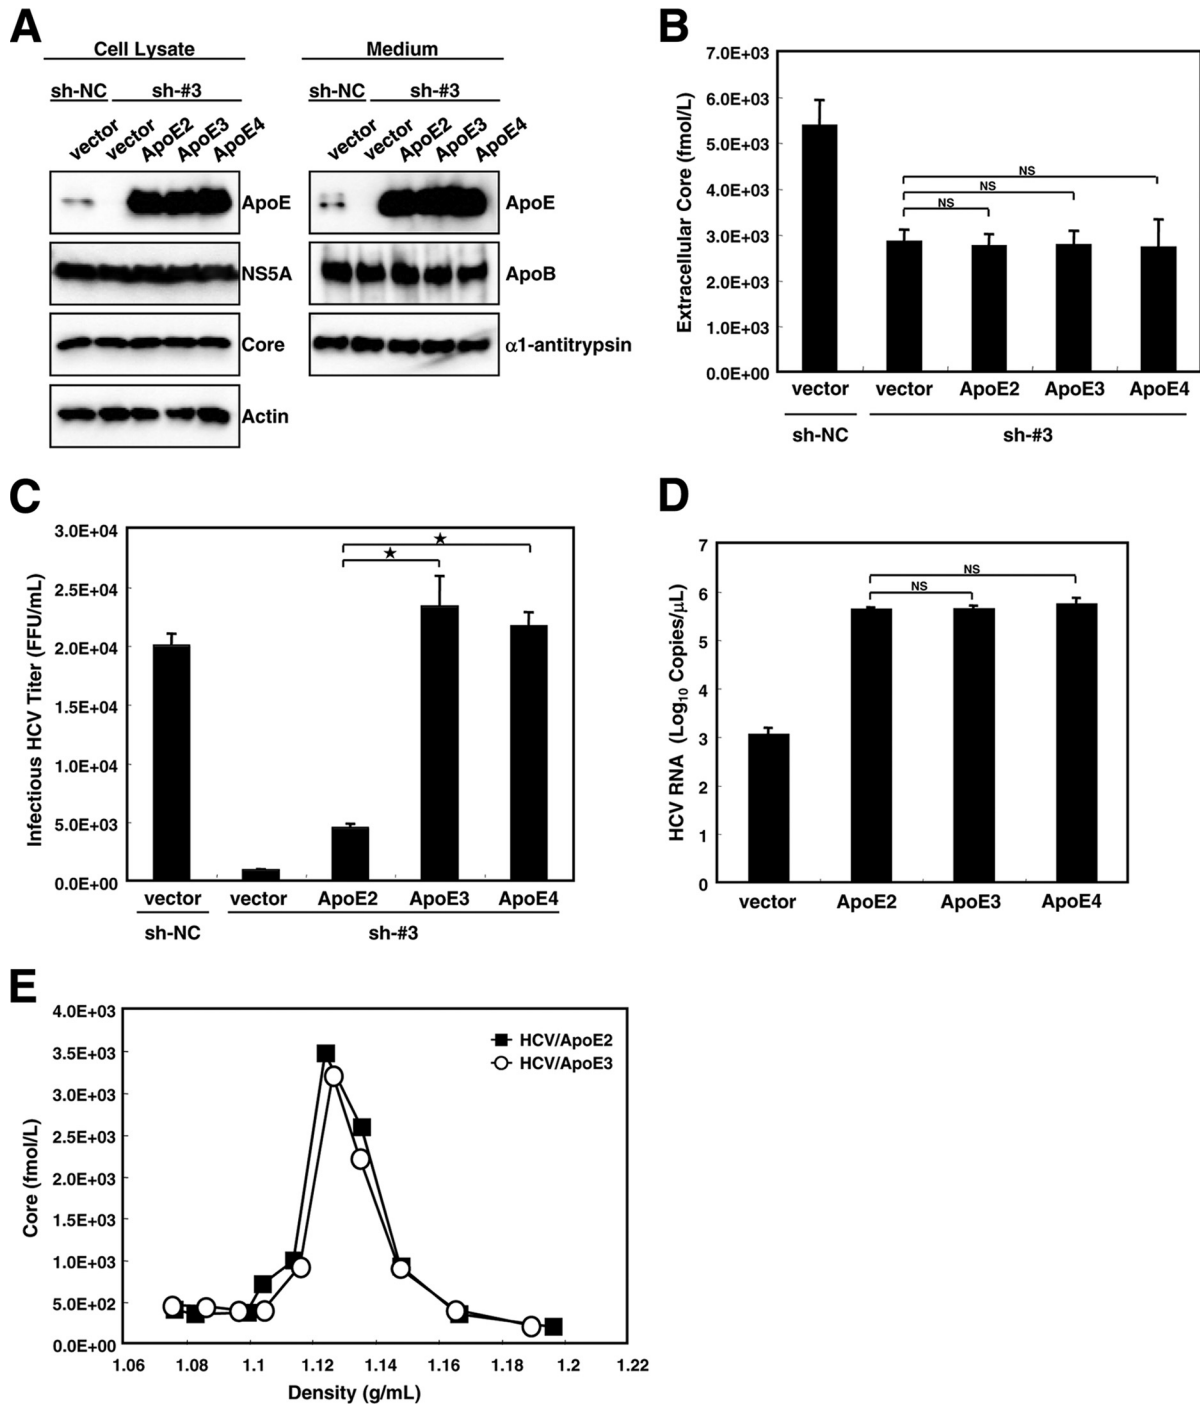 A
Cell Lysate
Medium
sh-NC
sh-#3
sh-NC
sh-#3
vector
vector
ApoE2
ApoE3
ApoE4
vector
vector
ApoE2
ApoE3
ApoE4
ApoE
ApoE
NS5A
ApoB
Core
α1-antitrypsin
Actin
B
Extracellular Core (fmol/L)
7.0E+03
6.0E+03
5.0E+03
4.0E+03
3.0E+03
2.0E+03
1.0E+03
0.0E+00
NS
NS
NS
vector
vector
ApoE2
ApoE3
ApoE4
sh-NC
sh-#3
C
Infectious HCV Titer (FFU/mL)
3.0E+04
2.5E+04
2.0E+04
1.5E+04
1.0E+04
5.0E+03
0.0E+00
★
★
vector
vector
ApoE2
ApoE3
ApoE4
sh-NC
sh-#3
D
HCV RNA (Log10 Copies/μL)
7
6
5
4
3
2
1
0
NS
NS
vector
ApoE2
ApoE3
ApoE4
E
Core (fmol/L)
4.0E+03
3.5E+03
3.0E+03
2.5E+03
2.0E+03
1.5E+03
1.0E+03
5.0E+02
0.0E+00
HCV/ApoE2
HCV/ApoE3
1.06
1.08
1.1
1.12
1.14
1.16
1.18
1.2
1.22
Density (g/mL)